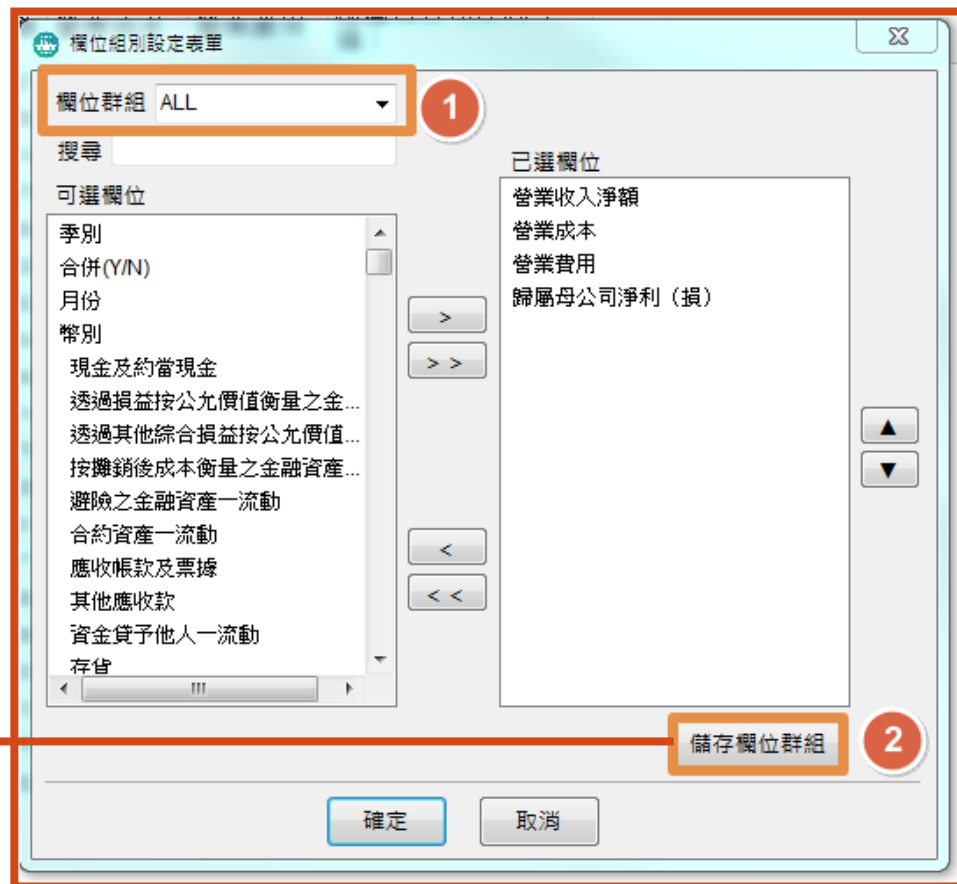 欄位組別設定表單
欄位群組 ALL
1
搜尋
可選欄位
季別
合併(Y/N)
月份
幣別
現金及約當現金
透過損益按公允價值衡量之金...
透過其他綜合損益按公允價值...
按攤銷後成本衡量之金融資產...
避險之金融資產－流動
合約資產－流動
應收帳款及票據
其他應收款
資金貸予他人－流動
存貨
>
> >
<
< <
已選欄位
營業收入淨額
營業成本
營業費用
歸屬母公司淨利（損）
▲
▼
儲存欄位群組
2
確定
取消